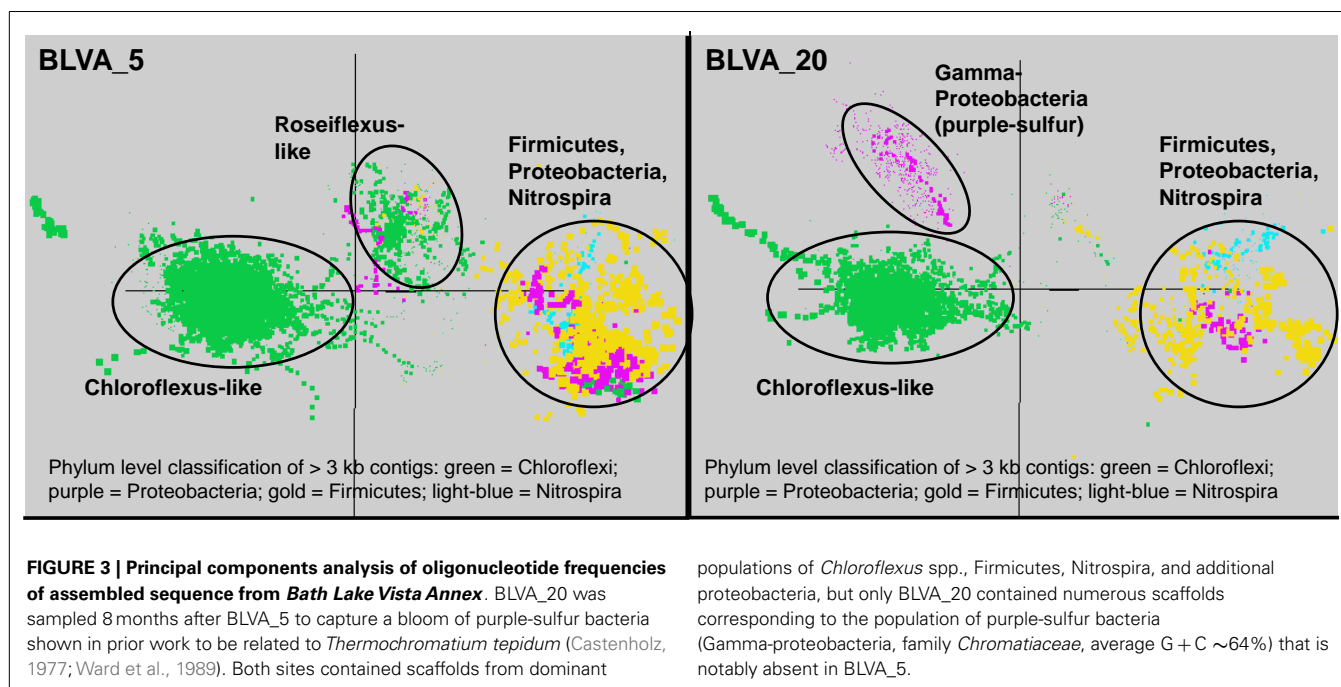 BLVA_5
Roseiflexus-
like
Firmicutes,
Proteobacteria,
Nitrospira
Chloroflexus-like
Phylum level classification of > 3 kb contigs: green = Chloroflexi;
purple = Proteobacteria; gold = Firmicutes; light-blue = Nitrospira
BLVA_20
Gamma-
Proteobacteria
(purple-sulfur)
Firmicutes,
Proteobacteria,
Nitrospira
Chloroflexus-like
Phylum level classification of > 3 kb contigs: green = Chloroflexi;
purple = Proteobacteria; gold = Firmicutes; light-blue = Nitrospira
FIGURE 3 | Principal components analysis of oligonucleotide frequencies
of assembled sequence from Bath Lake Vista Annex. BLVA_20 was
sampled 8 months after BLVA_5 to capture a bloom of purple-sulfur bacteria
shown in prior work to be related to Thermochromatium tepidum (Castenholz,
1977; Ward et al., 1989). Both sites contained scaffolds from dominant
populations of Chloroflexus spp., Firmicutes, Nitrospira, and additional
proteobacteria, but only BLVA_20 contained numerous scaffolds
corresponding to the population of purple-sulfur bacteria
(Gamma-proteobacteria, family Chromatiaceae, average G + C ∼64%) that is
notably absent in BLVA_5.